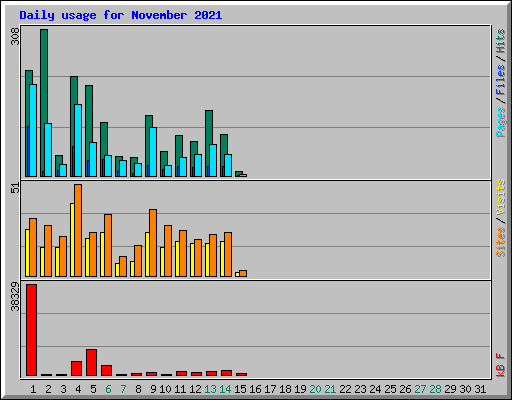 Daily usage for November 2021
308
51
38329
Pages / Files / Hits
Sites / Visits
kB F
1 2 3 4 5 6 7 8 9 10 11 12 13 14 15 16 17 18 19 20 21 22 23 24 25 26 27 28 29 30 31